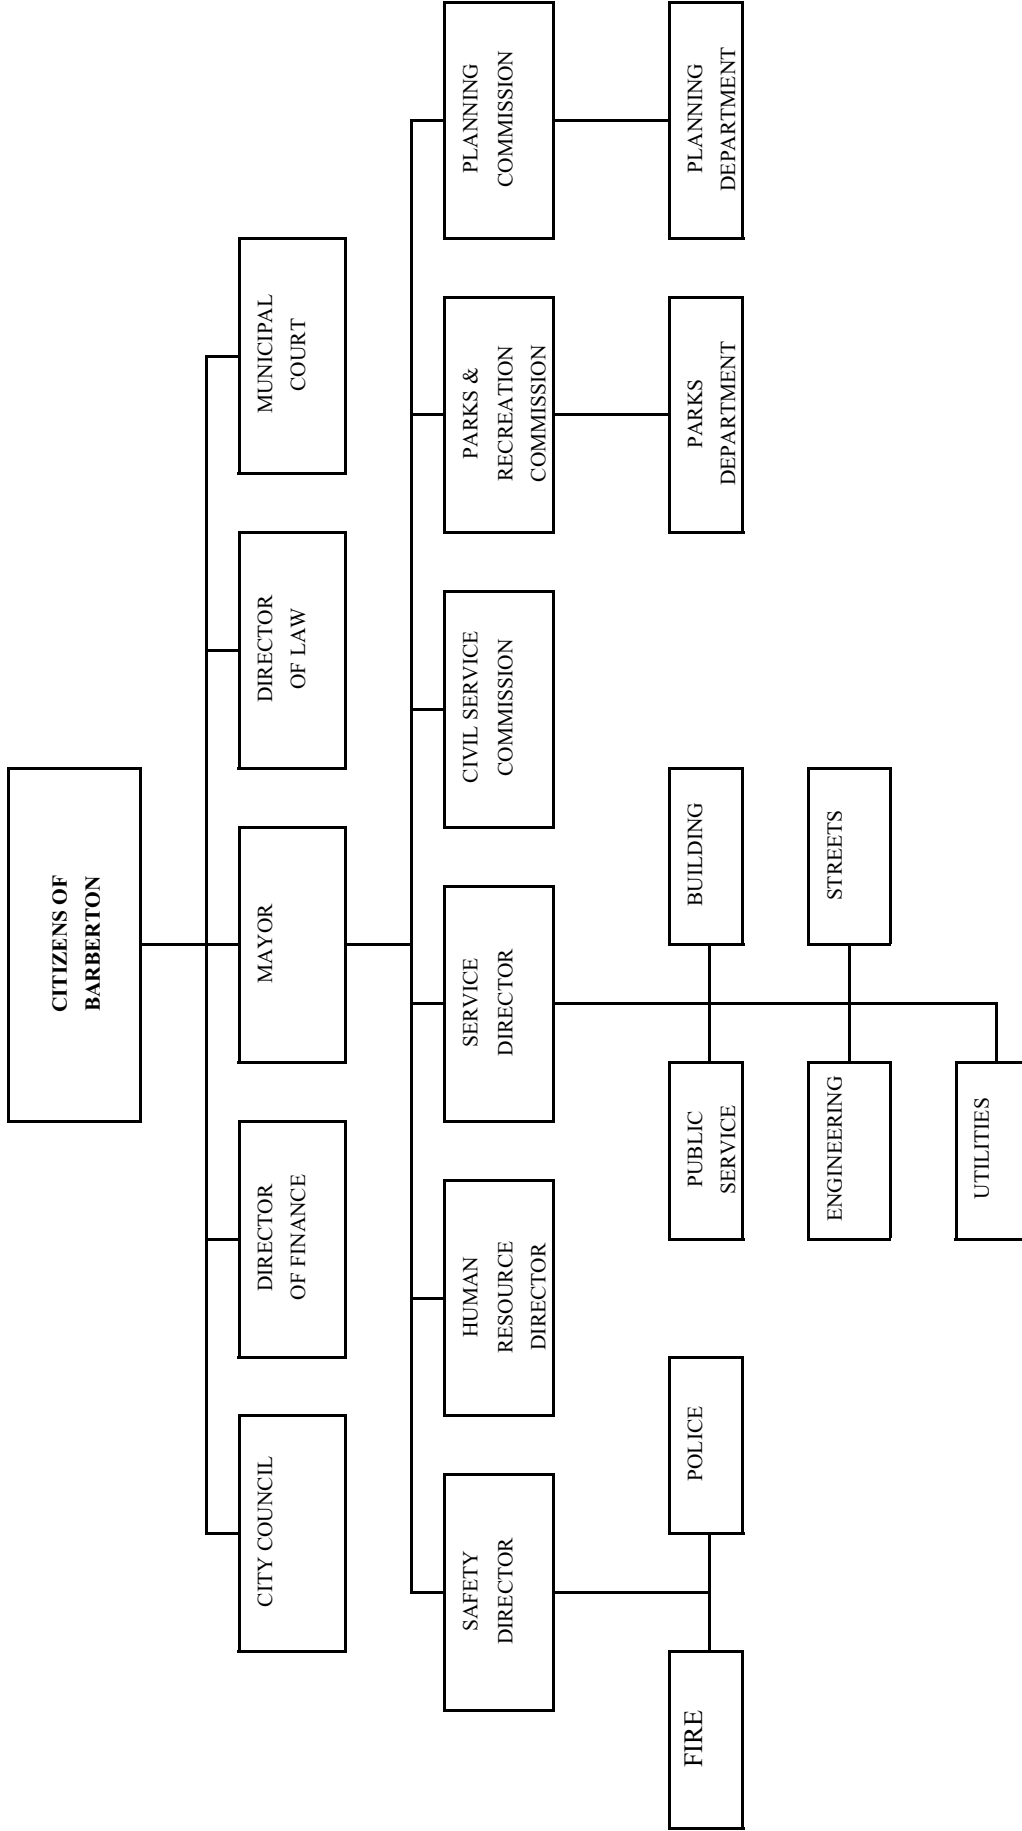 CITIZENS OF
BARBERTON
CITY COUNCIL
DIRECTOR
OF FINANCE
MAYOR
DIRECTOR
OF LAW
MUNICIPAL
COURT
SAFETY
DIRECTOR
HUMAN
RESOURCE
DIRECTOR
SERVICE
DIRECTOR
CIVIL SERVICE
COMMISSION
PARKS &
RECREATION
COMMISSION
PLANNING
COMMISSION
FIRE
POLICE
PUBLIC
SERVICE
BUILDING
PARKS
DEPARTMENT
PLANNING
DEPARTMENT
ENGINEERING
STREETS
UTILITIES